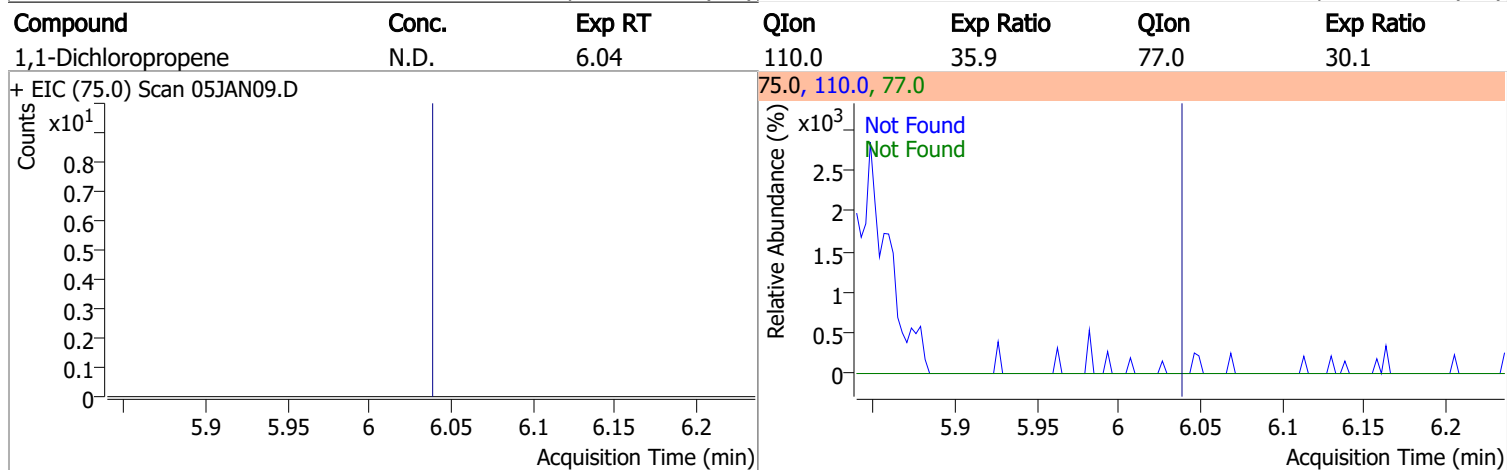 Compound Conc. Exp RT QIon Exp Ratio QIon Exp Ratio
1,1-Dichloropropene N.D. 6.04 110.0 35.9 77.0 30.1
+ EIC (75.0) Scan 05JAN09.D
Counts
x10^1
0.8
0.7
0.6
0.5
0.4
0.3
0.2
0.1
0
5.9 5.95 6 6.05 6.1 6.15 6.2
Acquisition Time (min)
75.0, 110.0, 77.0
Relative Abundance (%)
x10^3
Not Found
Not Found
2.5
2
1.5
1
0.5
0
5.9 5.95 6 6.05 6.1 6.15 6.2
Acquisition Time (min)